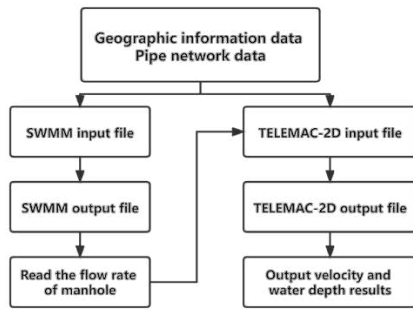 Geographic information data
Pipe network data
SWMM input file
TELEMAC-2D input file
SWMM output file
TELEMAC-2D output file
Read the flow rate
of manhole
Output velocity and
water depth results